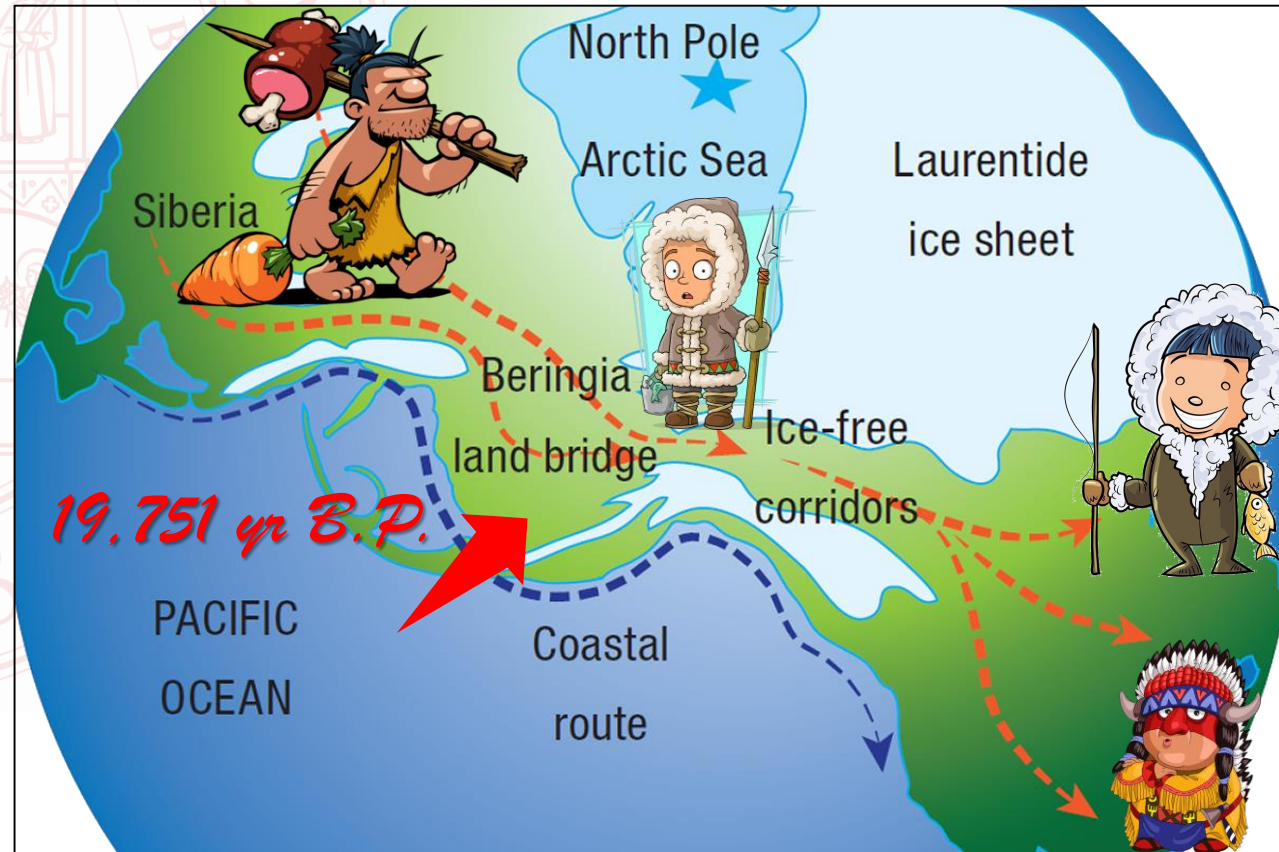 North Pole
Arctic Sea
Laurentide
ice sheet
Siberia
Beringia
land bridge
Ice-free
corridors
19,751 yr B.P.
PACIFIC
OCEAN
Coastal
route